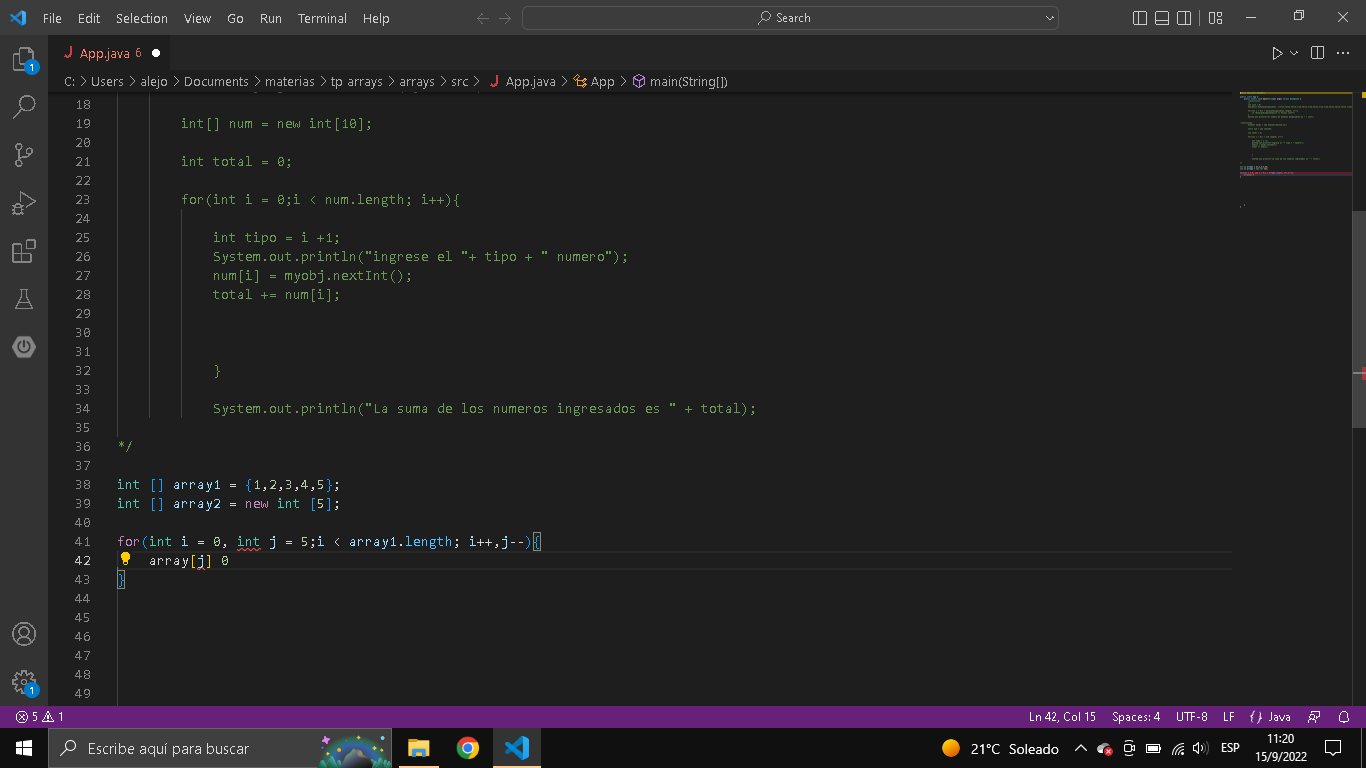 File Edit Selection View Go Run Terminal Help Search
App.java 6
C: > Users > alejo > Documents > materias > tp arrays > arrays > src > App.java > App > main(String[])
18
19 int[] num = new int[10];
20
21 int total = 0;
22
23 for(int i = 0;i < num.length; i++){
24
25 int tipo = i +1;
26 System.out.println("ingrese el "+ tipo + " numero");
27 num[i] = myobj.nextInt();
28 total += num[i];
29
30
31
32 }
33
34 System.out.println("La suma de los numeros ingresados es " + total);
35
36 */
37
38 int [] array1 = {1,2,3,4,5};
39 int [] array2 = new int [5];
40
41 for(int i = 0, int j = 5;i < array1.length; i++,j--){
42 array[j] 0
43 }
44
45
46
47
48
49
1
1
5 1 Ln 42, Col 15 Spaces: 4 UTF-8 LF {} Java
Escribe aquí para buscar 21°C Soleado ESP 11:20
15/9/2022